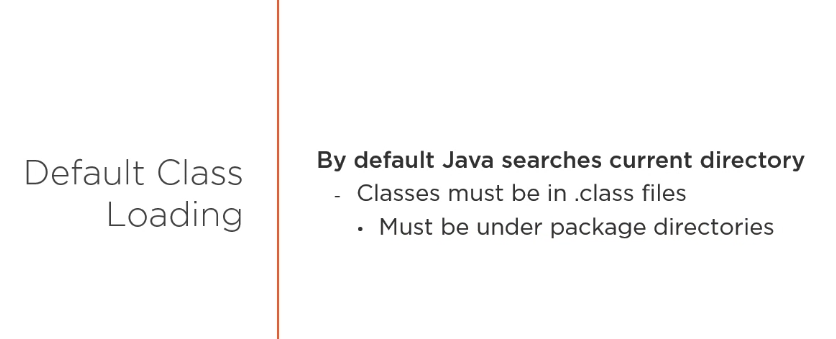 Default Class
Loading
By default Java searches current directory
- Classes must be in .class files
• Must be under package directories